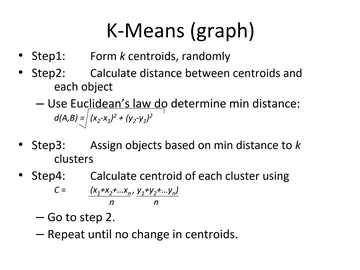 K-Means (graph)
• Step1: Form k centroids, randomly
• Step2: Calculate distance between centroids and
each object
– Use Euclidean's law do determine min distance:
d(A,B) = √(x₂-x₁)² + (y₂-y₁)²
• Step3: Assign objects based on min distance to k
clusters
• Step4: Calculate centroid of each cluster using
C = (x₁+x₂+…xₙ , y₁+y₂+…yₙ)
n n
– Go to step 2.
– Repeat until no change in centroids.